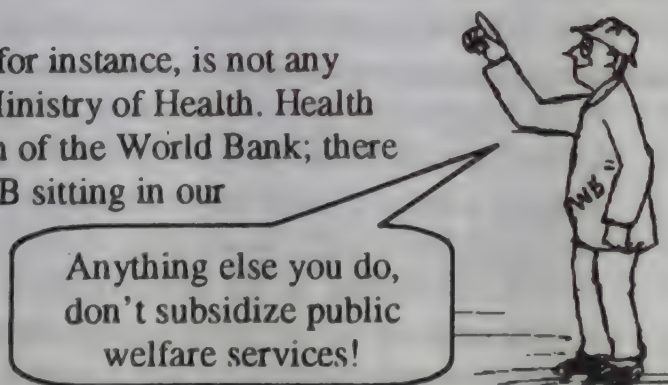 for instance, is not any
Ministry of Health. Health
of the World Bank; there
B sitting in our
Anything else you do,
don't subsidize public
welfare services!
WB